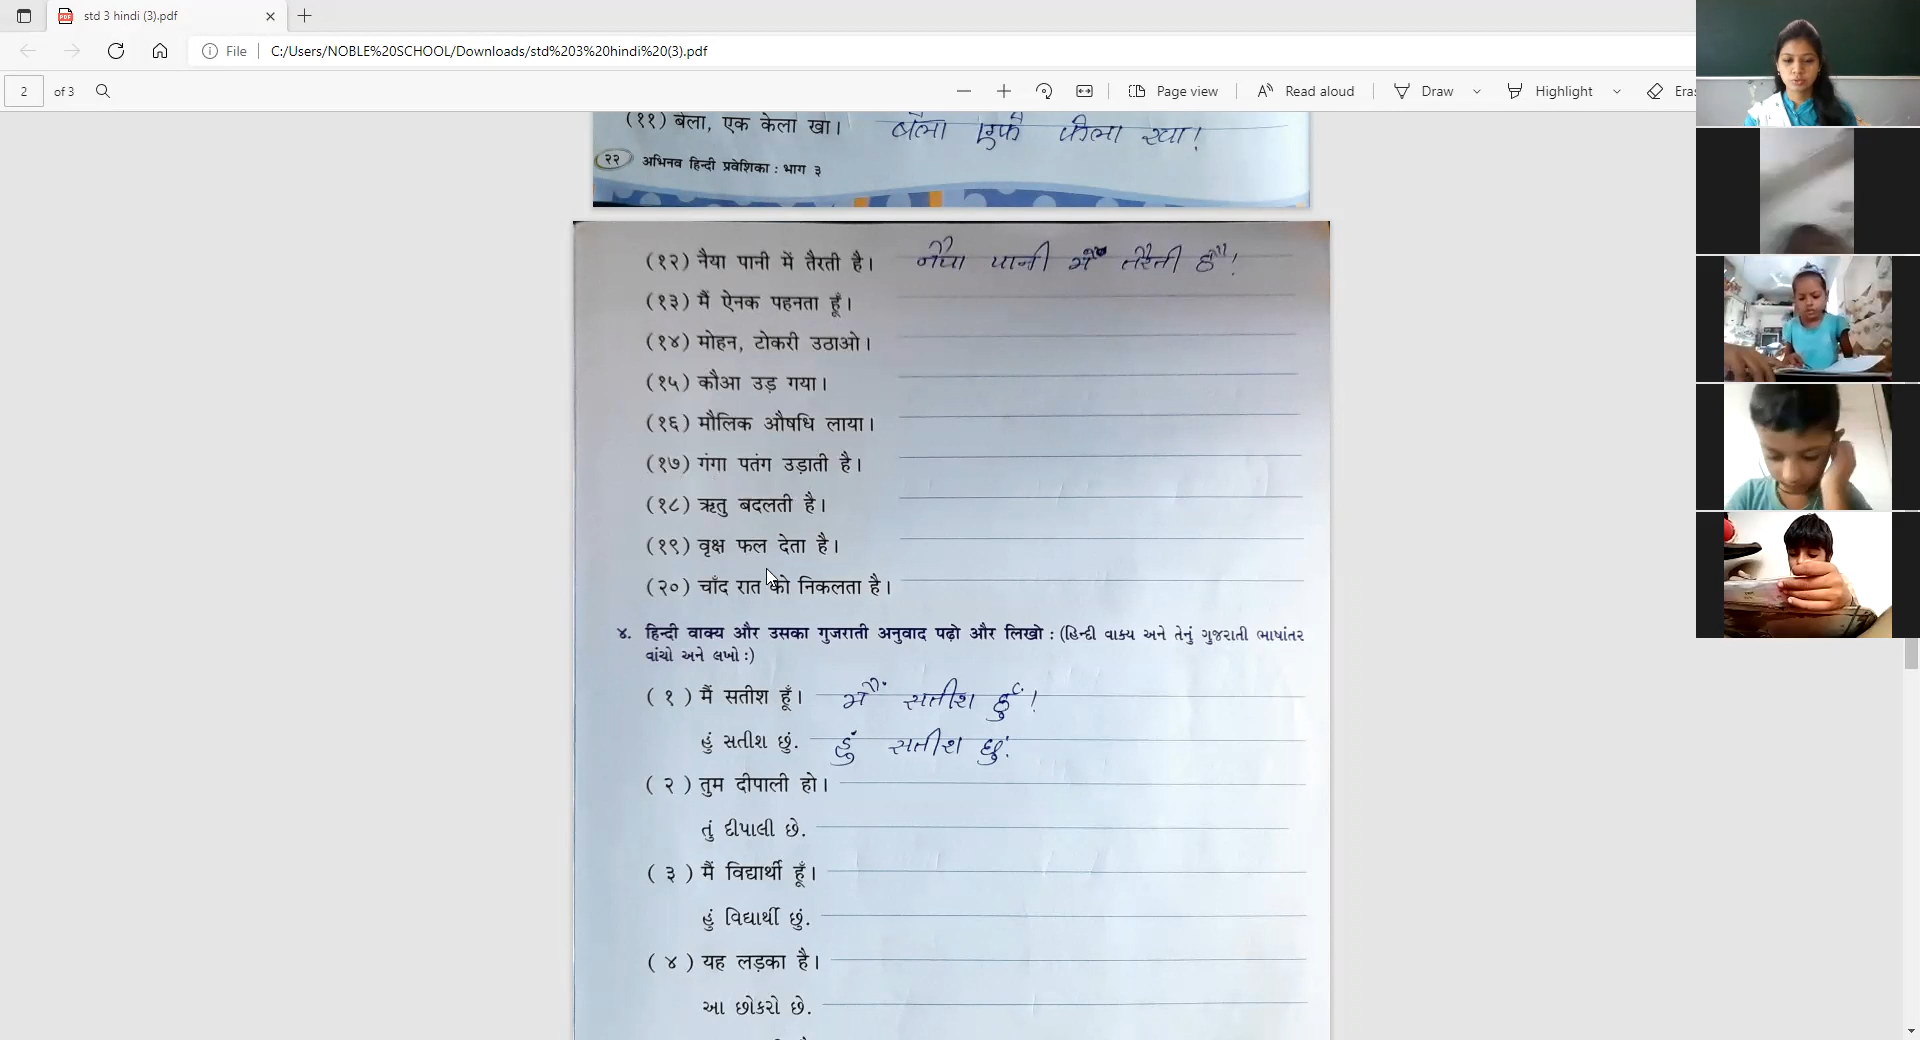 std 3 hindi (3).pdf
File C:/Users/NOBLE%20SCHOOL/Downloads/std%203%20hindi%20(3).pdf
2 of 3 Page view Read aloud Draw Highlight Eras
(११) बेला, एक केला खा। बेला एक केला खा।
२२ अभिनव हिन्दी प्रवेशिका : भाग ३
(१२) नैया पानी में तैरती है। नैया पानी में तैरती है।
(१३) मैं ऐनक पहनता हूँ।
(१४) मोहन, टोकरी उठाओ।
(१५) कौआ उड़ गया।
(१६) मौलिक औषधि लाया।
(१७) गंगा पतंग उड़ाती है।
(१८) ऋतु बदलती है।
(१९) वृक्ष फल देता है।
(२०) चाँद रात को निकलता है।
४. हिन्दी वाक्य और उसका गुजराती अनुवाद पढ़ो और लिखो : (હિન્દી વાક્ય અને તેનું ગુજરાતી ભાષાંતર
વાંચો અને લખો :)
( १ ) मैं सतीश हूँ। मैं सतीश हूँ।
હું સતીશ છું. હું સતીશ છું.
( २ ) तुम दीपाली हो।
તું દીપાલી છે.
( ३ ) मैं विद्यार्थी हूँ।
હું વિદ્યાર્થી છું.
( ४ ) यह लड़का है।
આ છોકરો છે.